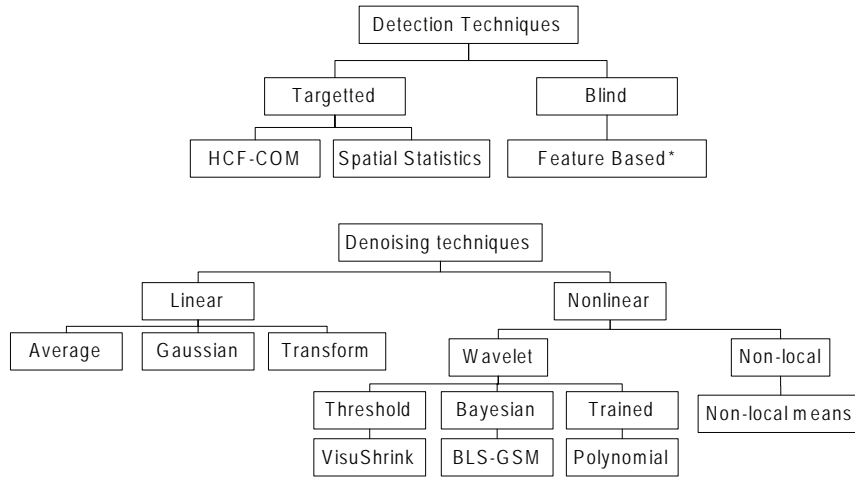 Detection Techniques
Targetted
Blind
HCF-COM
Spatial Statistics
Feature Based*
Denoising techniques
Linear
Nonlinear
Average
Gaussian
Transform
Wavelet
Non-local
Threshold
Bayesian
Trained
Non-local means
VisuShrink
BLS-GSM
Polynomial